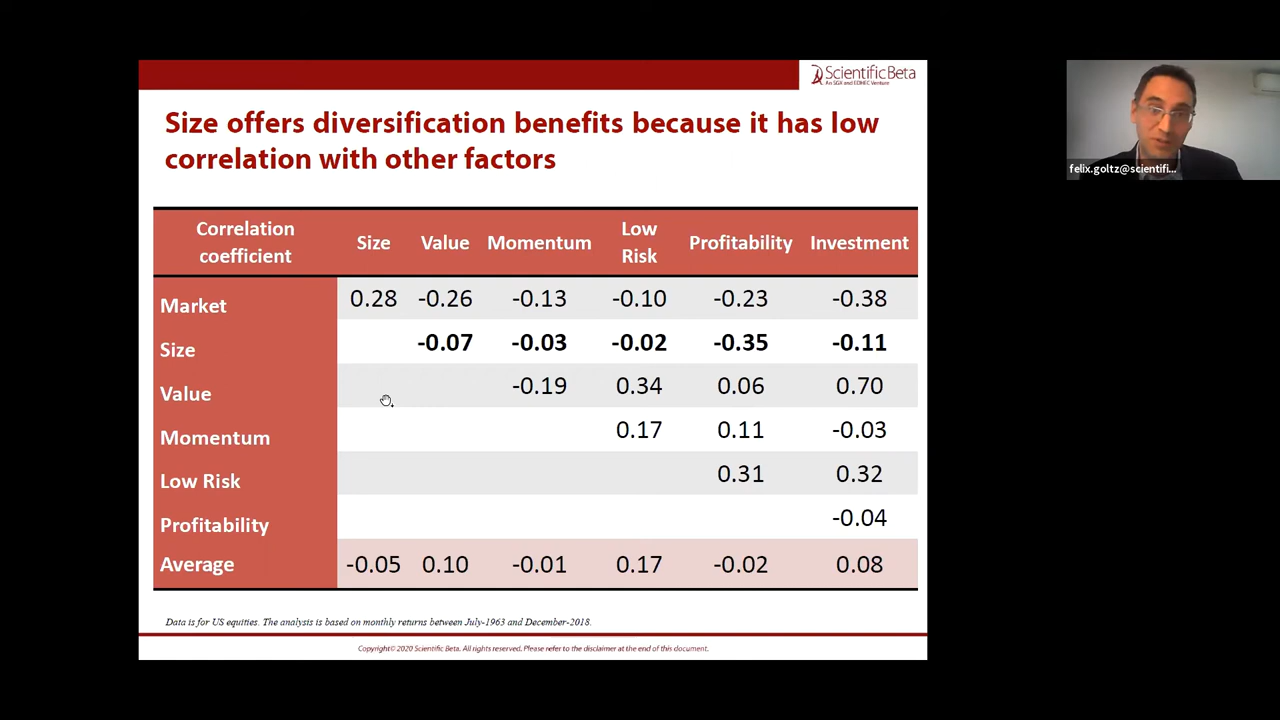 ScientificBeta
An SGX and EDHEC Venture
Size offers diversification benefits because it has low
correlation with other factors
felix.goltz@scientifi...
Correlation coefficient Size Value Momentum Low Risk Profitability Investment
Market 0.28 -0.26 -0.13 -0.10 -0.23 -0.38
Size -0.07 -0.03 -0.02 -0.35 -0.11
Value -0.19 0.34 0.06 0.70
Momentum 0.17 0.11 -0.03
Low Risk 0.31 0.32
Profitability -0.04
Average -0.05 0.10 -0.01 0.17 -0.02 0.08
Data is for US equities. The analysis is based on monthly returns between July-1963 and December-2018.
Copyright© 2020 Scientific Beta. All rights reserved. Please refer to the disclaimer at the end of this document.